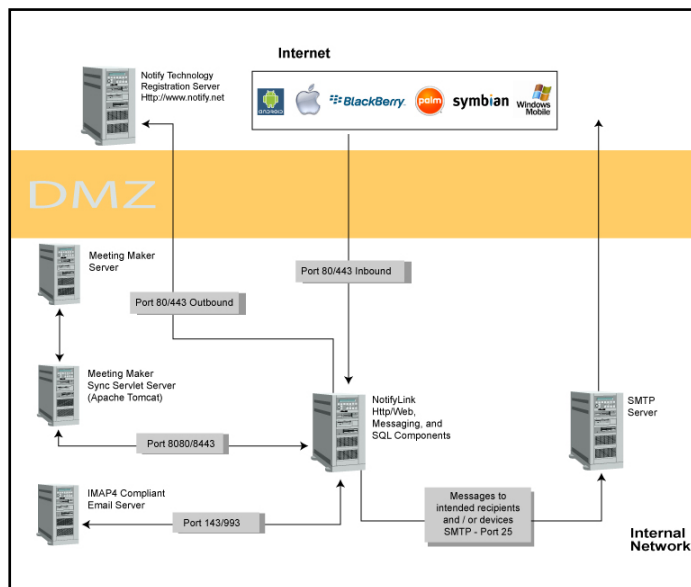 Internet
Notify Technology
Registration Server
Http://www.notify.net
android
BlackBerry
palm
symbian
Windows
Mobile
DMZ
Meeting Maker
Server
Port 80/443 Inbound
Port 80/443 Outbound
Meeting Maker
Sync Servlet Server
(Apache Tomcat)
NotifyLink
Http/Web,
Messaging, and
SQL Components
SMTP
Server
Port 8080/8443
IMAP4 Compliant
Email Server
Port 143/993
Messages to
intended recipients
and / or devices
SMTP - Port 25
Internal
Network